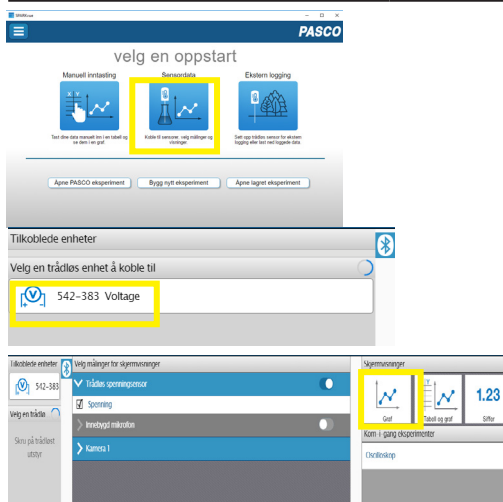 SPARKvue
PASCO
velg en oppstart
Manuell inntasting
Sensordata
Ekstern logging
Tast dine data manuelt inn i en tabell og
se dem i en graf
Koble til sensorer, velg målinger og
visninger
Sett opp trådløs sensor for ekstern
logging eller last ned loggede data
Åpne PASCO eksperiment
Bygg nytt eksperiment
Åpne lagret eksperiment
Tilkoblede enheter
Velg en trådløs enhet å koble til
542-383 Voltage
Tilkoblede enheter
Velg målinger for skjermvisninger
Skjermvisninger
542-383
Trådløs spenningsensor
Spenning
Velg en trådlø
Innebygd mikrofon
Skru på trådløst
utstyr
Kamera 1
Graf
Tabell og graf
1.23
Siffer
Kom i gang eksperimenter
Oscilloskop